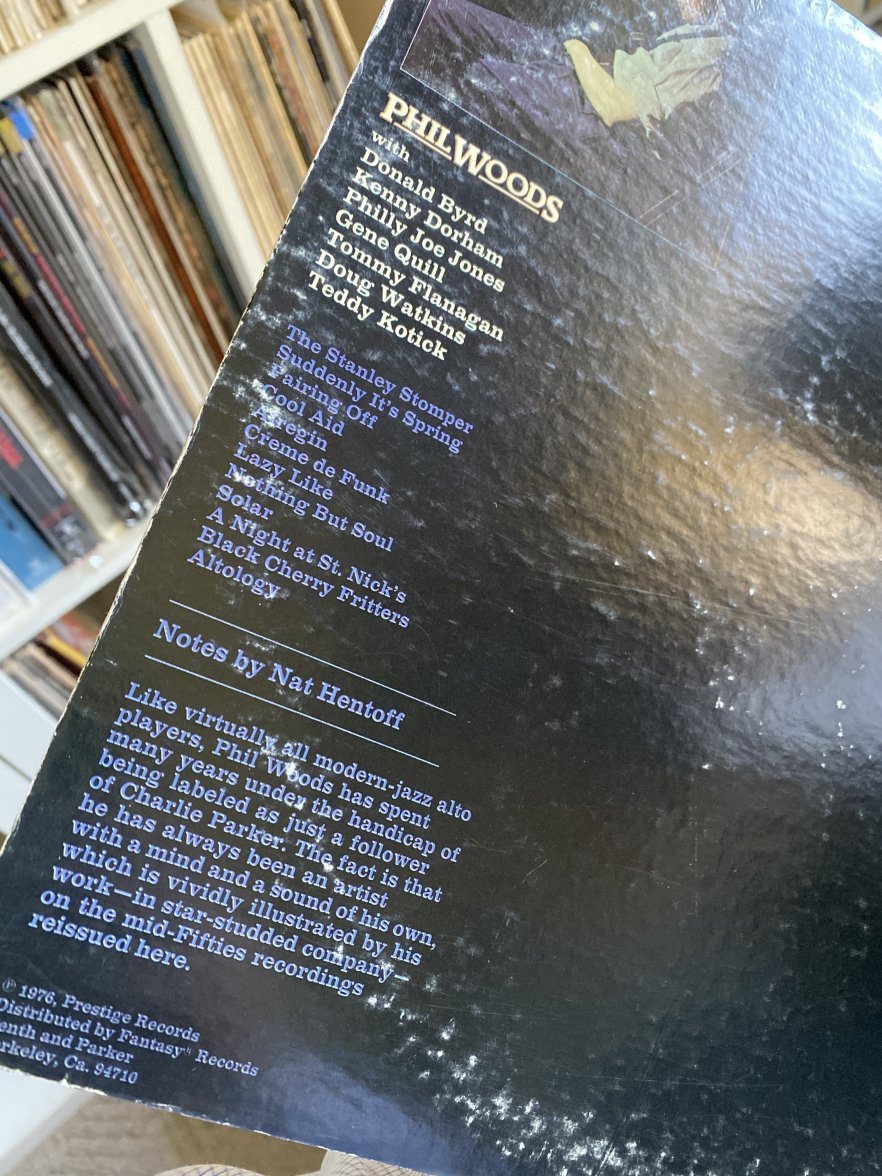 PHIL WOODS
with
Donald Byrd
Kenny Dorham
Philly Joe Jones
Gene Quill
Tommy Flanagan
Doug Watkins
Teddy Kotick
The Stanley Stomper
Suddenly It's Spring
Pairing Off
Cool Aid
Airegin
Creme de Funk
Lazy Like
Nothing But Soul
Solar
A Night at St. Nick's
Black Cherry Fritters
Altology
Notes by Nat Hentoff
Like virtually all modern-jazz alto
players, Phil Woods has spent
many years under the handicap of
being labeled as just a follower
of Charlie Parker. The fact is that
he has always been an artist
with a mind and a sound of his own,
which is vividly illustrated by his
work—in star-studded company—
on the mid-Fifties recordings
reissued here.
℗ 1976, Prestige Records
Distributed by Fantasy Records
enth and Parker
erkeley, Ca. 94710